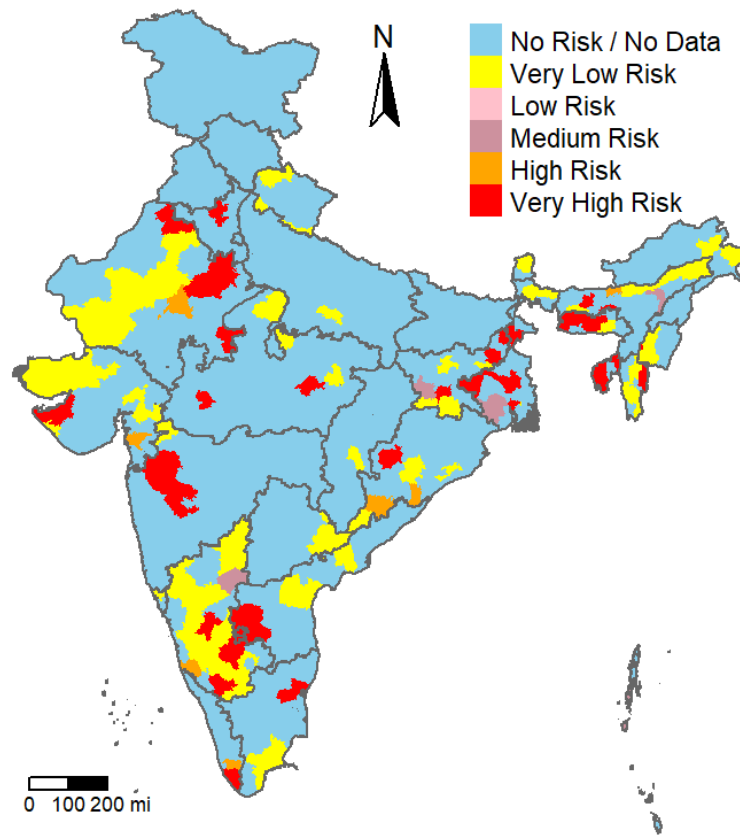 N
No Risk / No Data
Very Low Risk
Low Risk
Medium Risk
High Risk
Very High Risk
0 100 200 mi